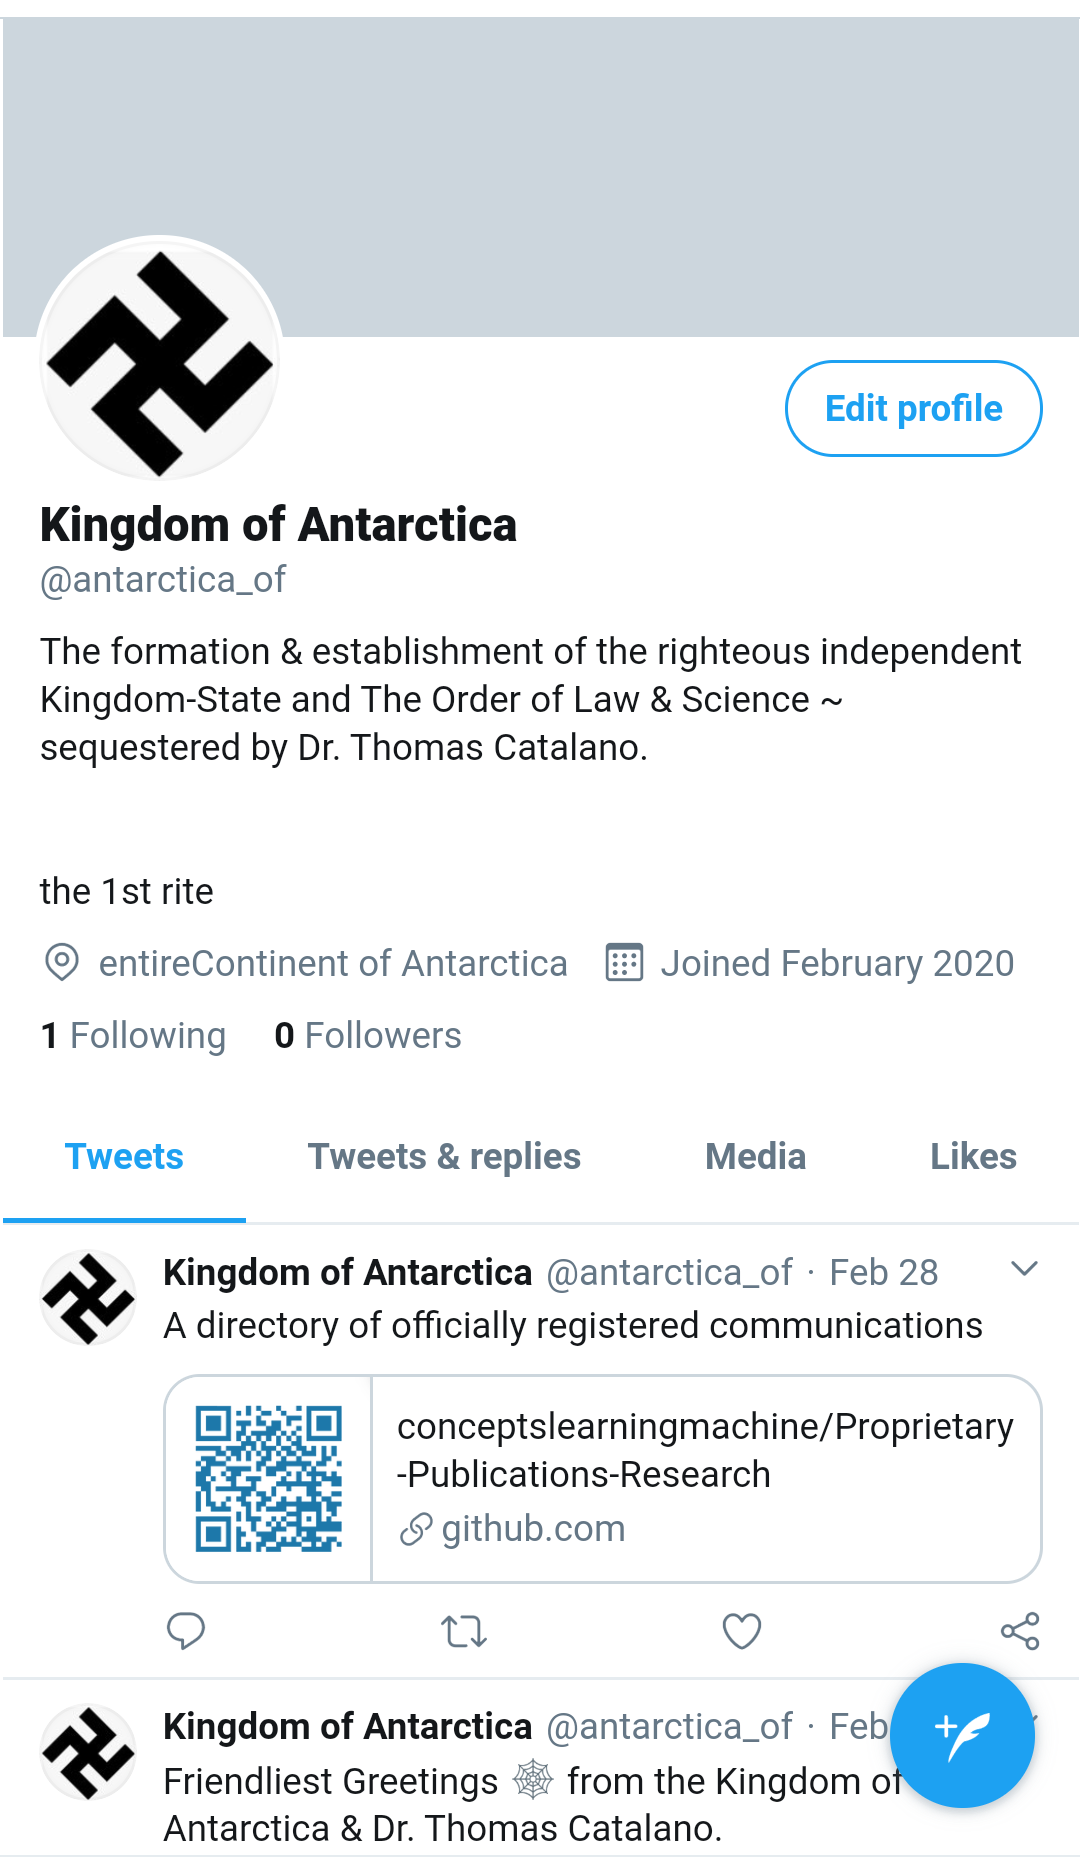 Edit profile
Kingdom of Antarctica
@antarctica_of
The formation & establishment of the righteous independent
Kingdom-State and The Order of Law & Science ~
sequestered by Dr. Thomas Catalano.
the 1st rite
entireContinent of Antarctica Joined February 2020
1 Following 0 Followers
Tweets Tweets & replies Media Likes
Kingdom of Antarctica @antarctica_of · Feb 28
A directory of officially registered communications
conceptslearningmachine/Proprietary
-Publications-Research
github.com
Kingdom of Antarctica @antarctica_of · Feb
Friendliest Greetings 🕸 from the Kingdom of
Antarctica & Dr. Thomas Catalano.